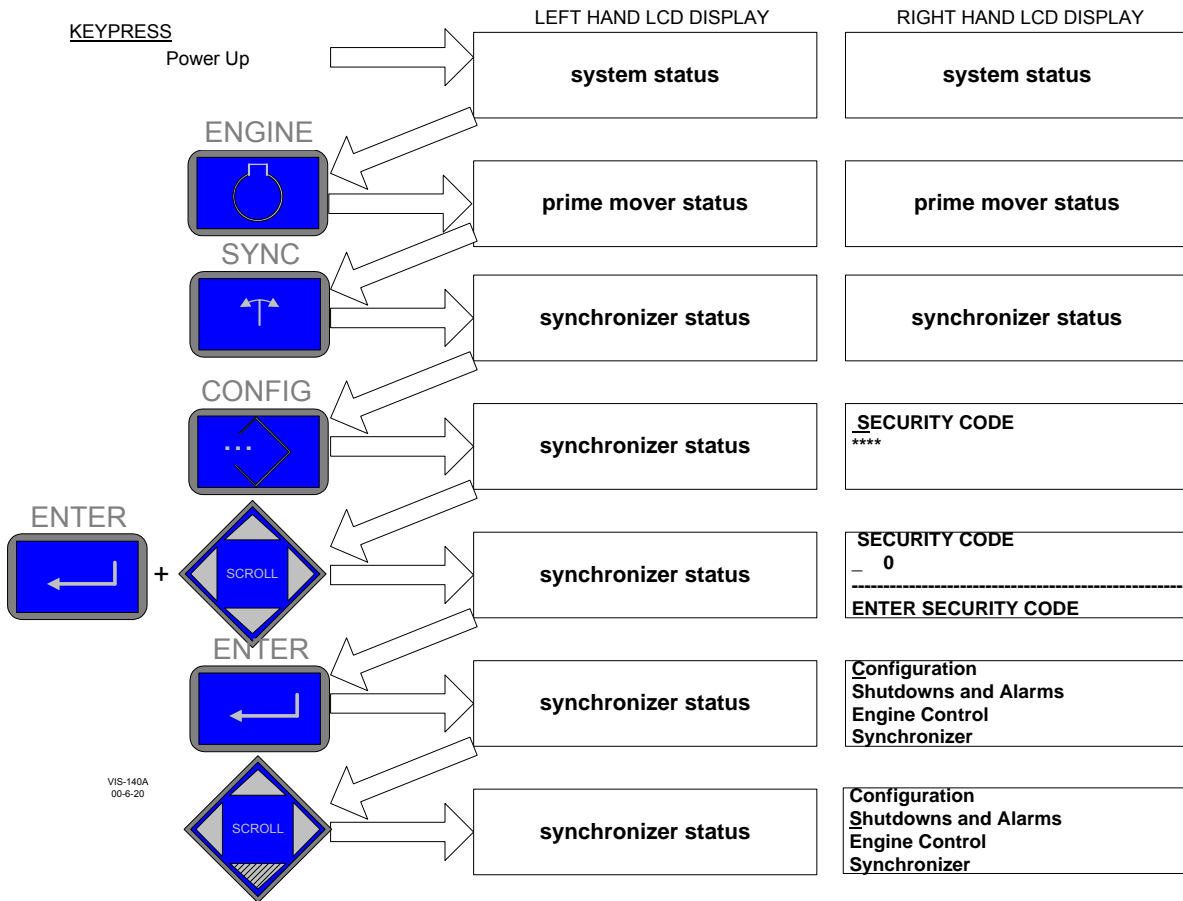 LEFT HAND LCD DISPLAY
RIGHT HAND LCD DISPLAY
KEYPRESS
Power Up
system status
system status
ENGINE
prime mover status
prime mover status
SYNC
synchronizer status
synchronizer status
CONFIG
synchronizer status
SECURITY CODE
****
ENTER
+
SCROLL
synchronizer status
SECURITY CODE
_ 0
----------------------------------------------------
ENTER SECURITY CODE
ENTER
synchronizer status
Configuration
Shutdowns and Alarms
Engine Control
Synchronizer
VIS-140A
00-6-20
SCROLL
synchronizer status
Configuration
Shutdowns and Alarms
Engine Control
Synchronizer